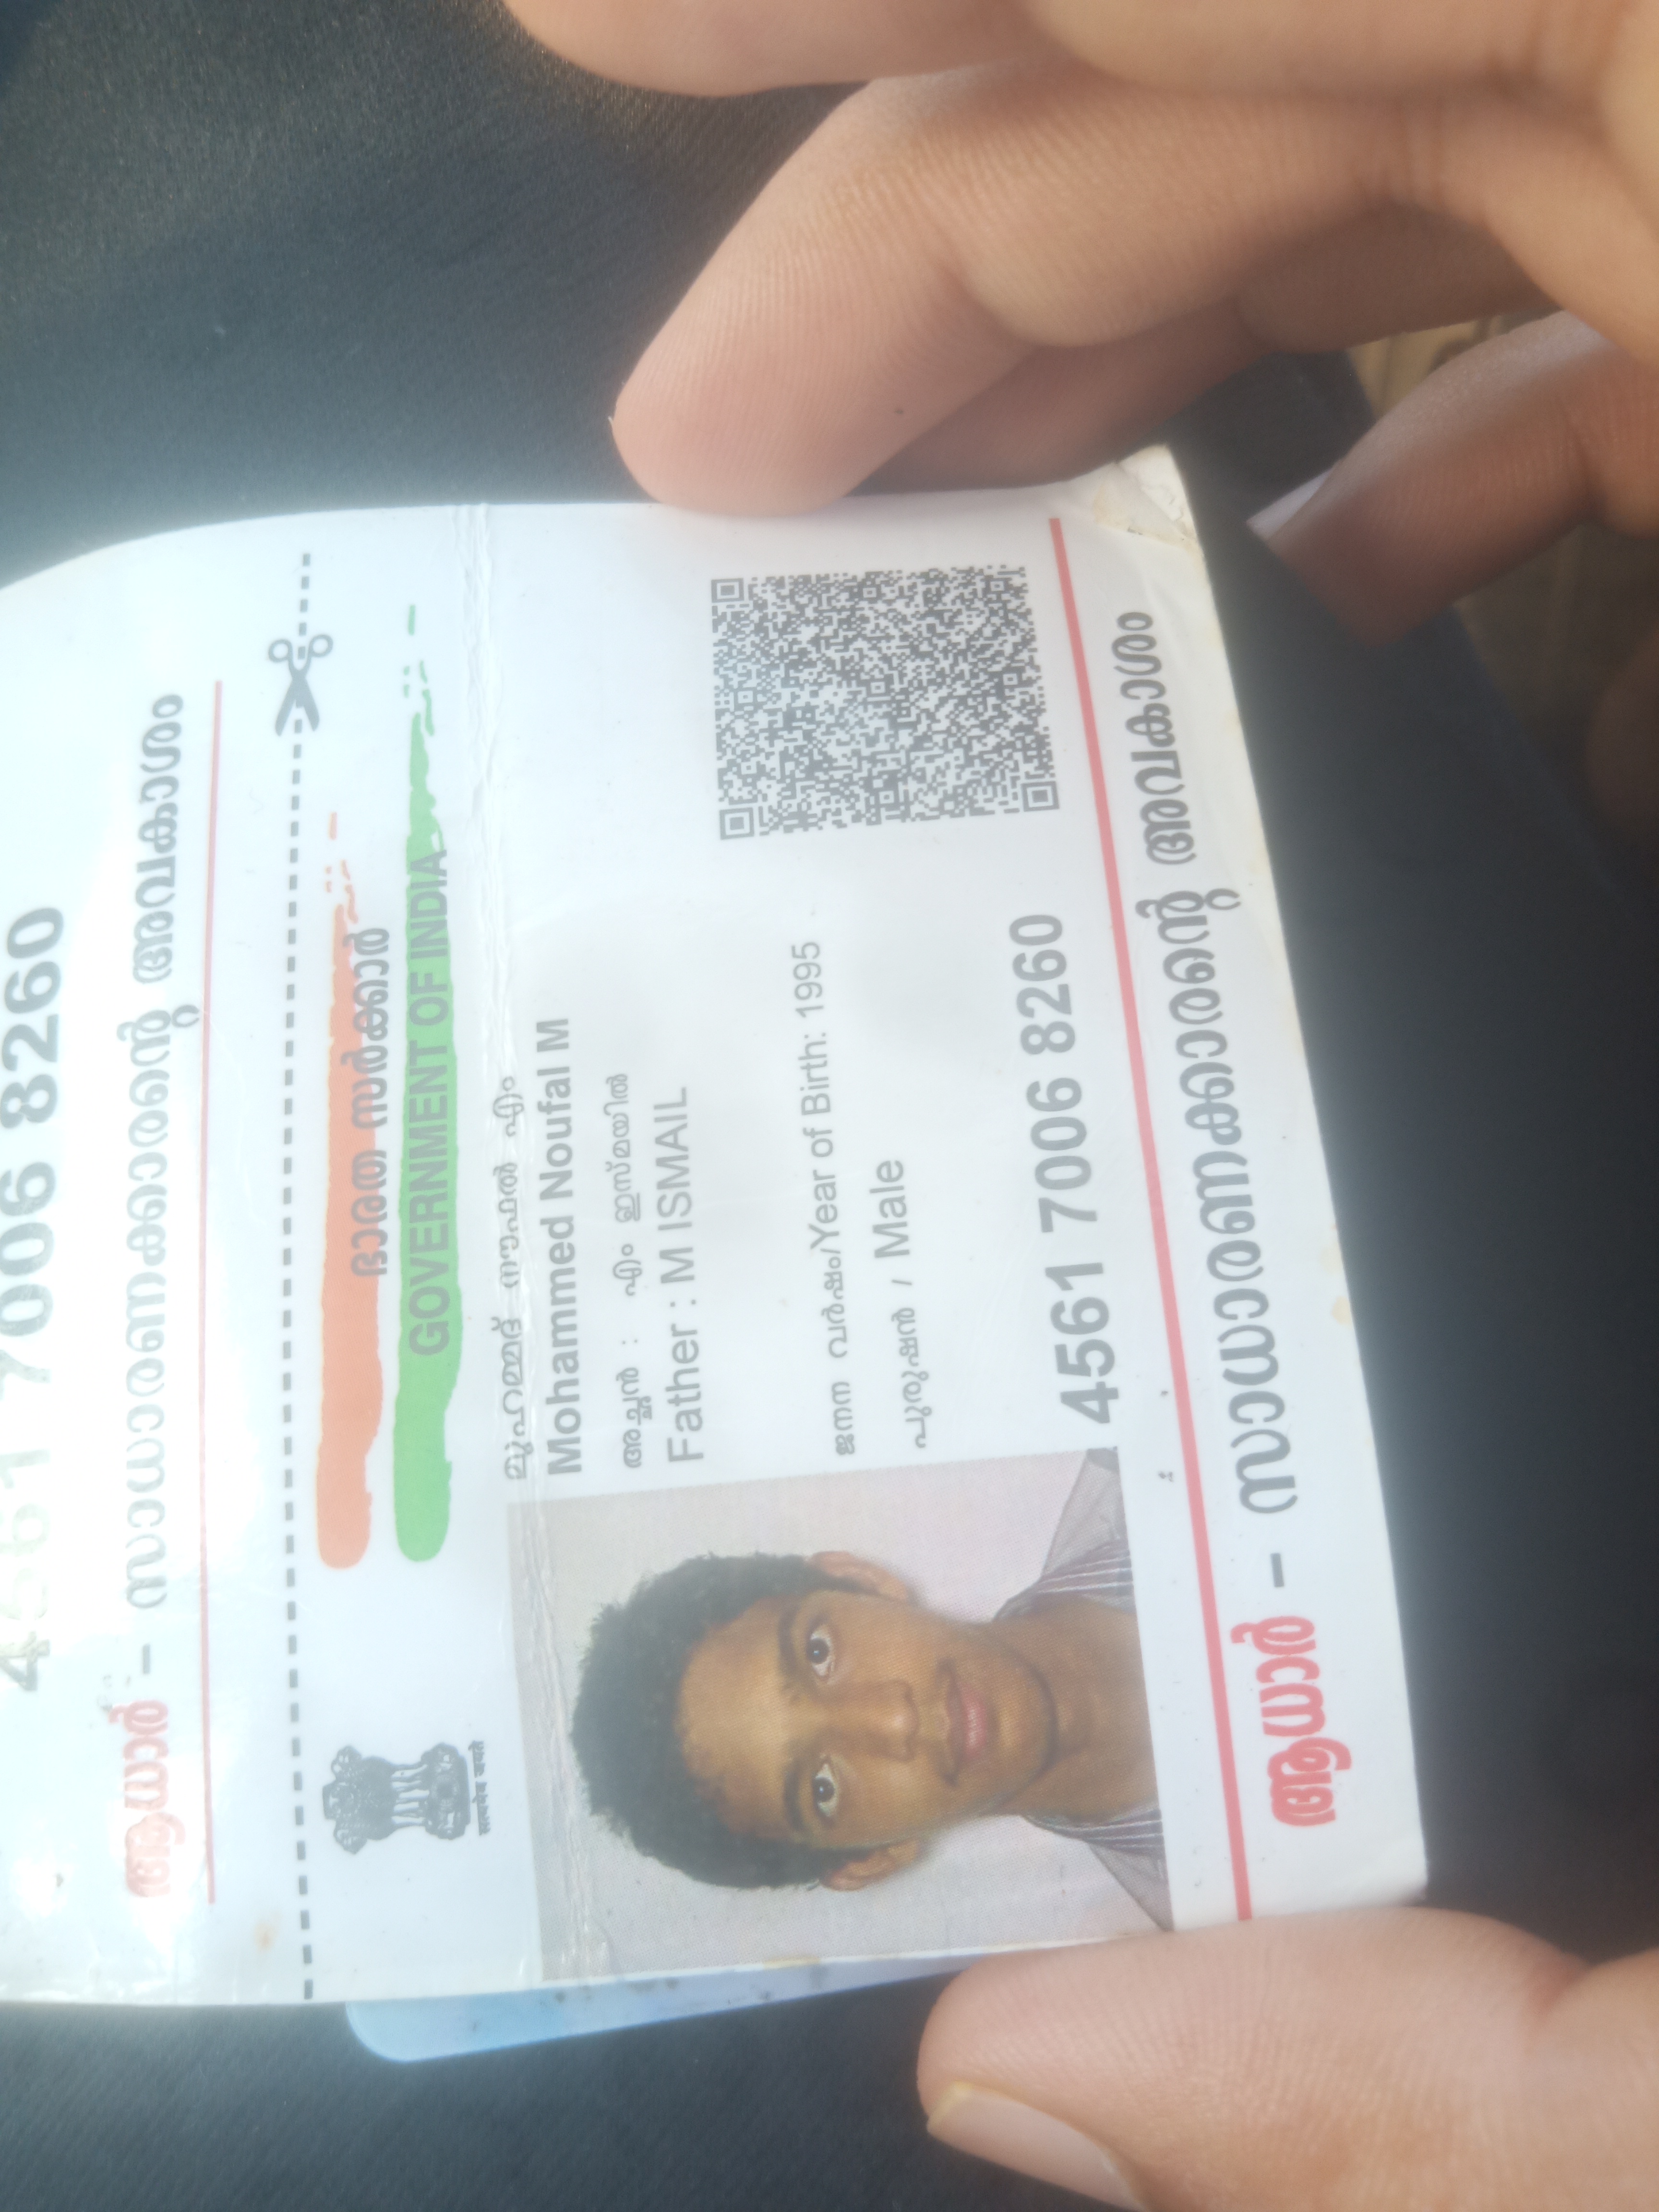 4561 7006 8260
ആധാർ – സാധാരണക്കാരന്റെ അവകാശം
ഭാരത സർക്കാർ
GOVERNMENT OF INDIA
सत्यमेव जयते
മുഹമ്മദ് നൗഫൽ എം
Mohammed Noufal M
അച്ഛൻ : എം ഇസ്മയിൽ
Father : M ISMAIL
ജനന വർഷം/Year of Birth: 1995
പുരുഷൻ / Male
4561 7006 8260
ആധാർ – സാധാരണക്കാരന്റെ അവകാശം